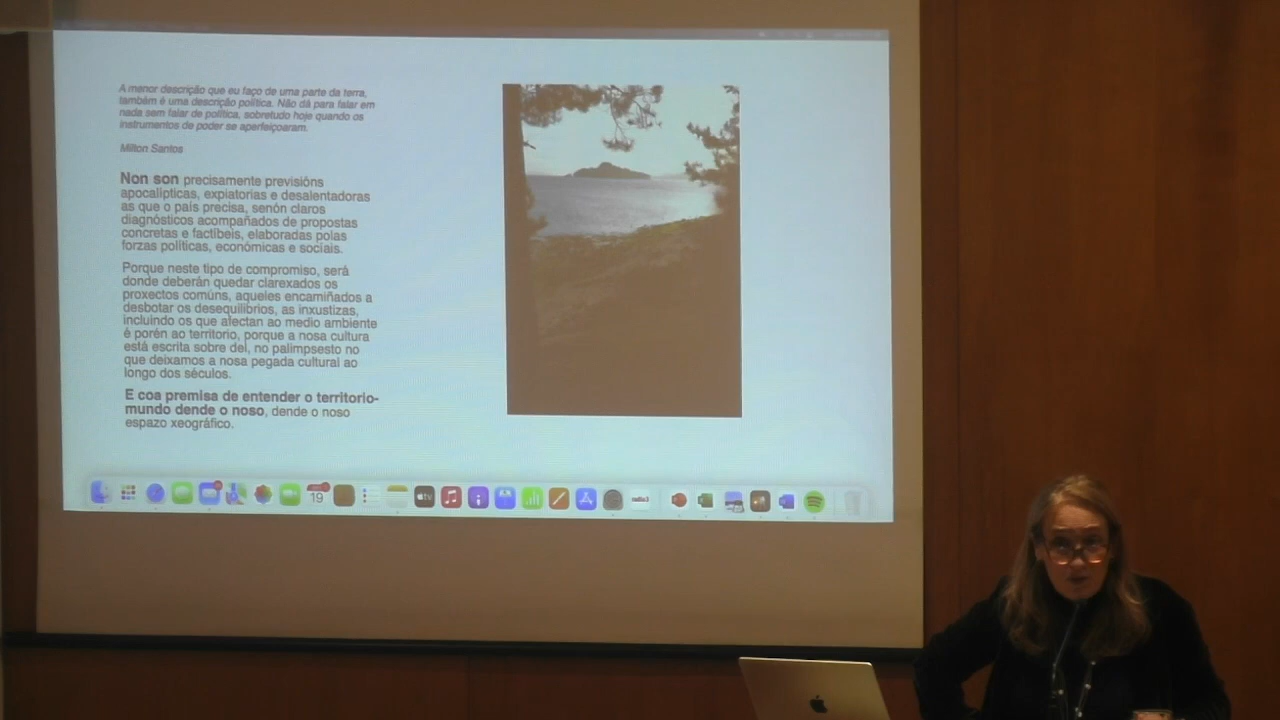 A menor descrição que eu faço de uma parte da terra,
também é uma descrição política. Não dá para falar em
nada sem falar de política, sobretudo hoje quando os
instrumentos de poder se aperfeiçoaram.
Milton Santos
Non son precisamente previsións
apocalípticas, expiatorias e desalentadoras
as que o país precisa, senón claros
diagnósticos acompañados de propostas
concretas e factíbeis, elaboradas polas
forzas políticas, económicas e sociais.
Porque neste tipo de compromiso, será
donde deberán quedar clarexados os
proxectos comúns, aqueles encamiñados a
desbotar os desequilibrios, as inxustizas,
incluindo os que afectan ao medio ambiente
é porén ao territorio, porque a nosa cultura
está escrita sobre del, no palimpsesto no
que deixamos a nosa pegada cultural ao
longo dos séculos.
E coa premisa de entender o territorio-
mundo dende o noso, dende o noso
espazo xeográfico.
19
tv
radio3